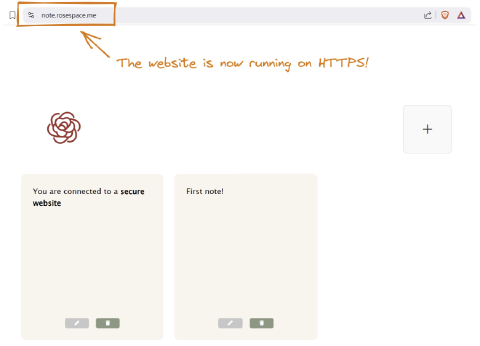 note.rosespace.me
The website is now running on HTTPS!
You are connected to a secure
website
First note!